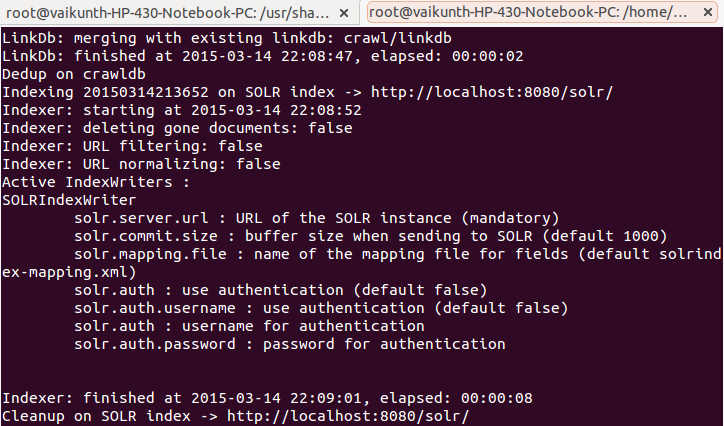 root@vaikunth-HP-430-Notebook-PC: /usr/sha... ×
root@vaikunth-HP-430-Notebook-PC: /home/... ×
LinkDb: merging with existing linkdb: crawl/linkdb
LinkDb: finished at 2015-03-14 22:08:47, elapsed: 00:00:02
Dedup on crawldb
Indexing 20150314213652 on SOLR index -> http://localhost:8080/solr/
Indexer: starting at 2015-03-14 22:08:52
Indexer: deleting gone documents: false
Indexer: URL filtering: false
Indexer: URL normalizing: false
Active IndexWriters :
SOLRIndexWriter
        solr.server.url : URL of the SOLR instance (mandatory)
        solr.commit.size : buffer size when sending to SOLR (default 1000)
        solr.mapping.file : name of the mapping file for fields (default solrind
ex-mapping.xml)
        solr.auth : use authentication (default false)
        solr.auth.username : use authentication (default false)
        solr.auth : username for authentication
        solr.auth.password : password for authentication
Indexer: finished at 2015-03-14 22:09:01, elapsed: 00:00:08
Cleanup on SOLR index -> http://localhost:8080/solr/